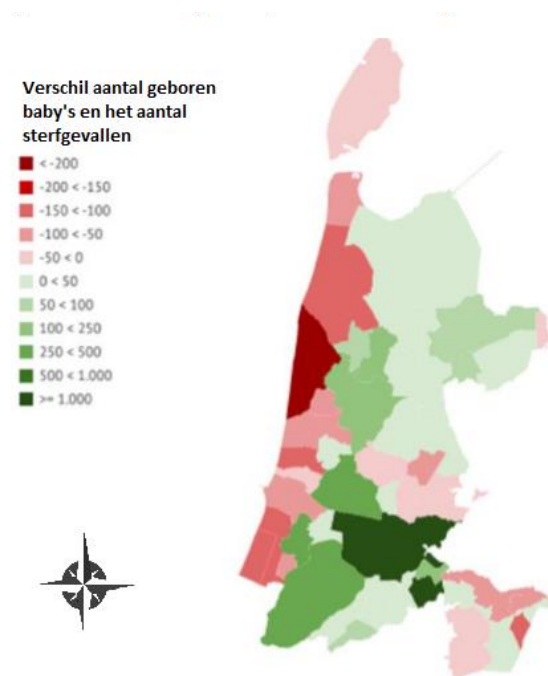 Verschil aantal geboren
baby's en het aantal
sterfgevallen
< -200
-200 < -150
-150 < -100
-100 < -50
-50 < 0
0 < 50
50 < 100
100 < 250
250 < 500
500 < 1.000
>= 1.000